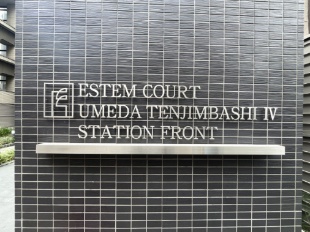 ESTEM COURT
UMEDA TENJIMBASHI IV
STATION FRONT